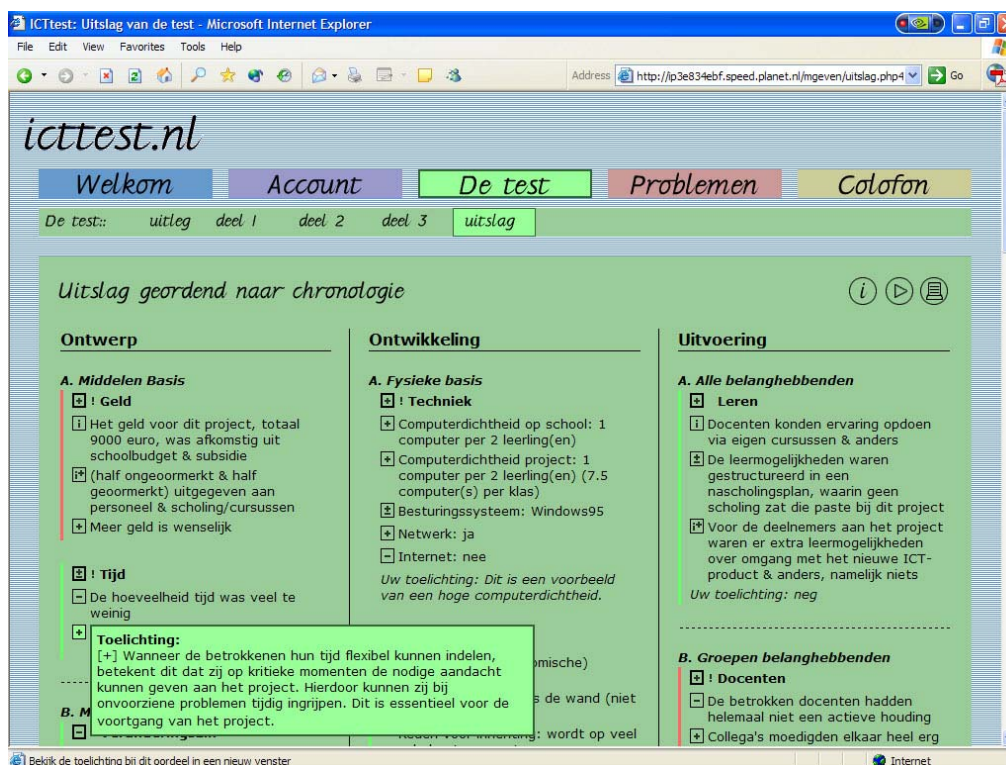 ICTtest: Uitslag van de test - Microsoft Internet Explorer
File Edit View Favorites Tools Help
Address http://ip3e834ebf.speed.planet.nl/mgeven/uitslag.php4 Go
icttest.nl
Welkom Account De test Problemen Colofon
De test:: uitleg deel 1 deel 2 deel 3 uitslag
Uitslag geordend naar chronologie
Ontwerp
A. Middelen Basis
! Geld
Het geld voor dit project, totaal
9000 euro, was afkomstig uit
schoolbudget & subsidie
(half ongeoormerkt & half
geoormerkt) uitgegeven aan
personeel & scholing/cursussen
Meer geld is wenselijk
! Tijd
De hoeveelheid tijd was veel te
weinig
Toelichting:
[+] Wanneer de betrokkenen hun tijd flexibel kunnen indelen,
betekent dit dat zij op kritieke momenten de nodige aandacht
kunnen geven aan het project. Hierdoor kunnen zij bij
onvoorziene problemen tijdig ingrijpen. Dit is essentieel voor de
voortgang van het project.
B. M
Ontwikkeling
A. Fysieke basis
! Techniek
Computerdichtheid op school: 1
computer per 2 leerling(en)
Computerdichtheid project: 1
computer per 2 leerling(en) (7.5
computer(s) per klas)
Besturingssysteem: Windows95
Netwerk: ja
Internet: nee
Uw toelichting: Dit is een voorbeeld
van een hoge computerdichtheid.
omische)
s de wand (niet
wordt op veel
Uitvoering
A. Alle belanghebbenden
Leren
Docenten konden ervaring opdoen
via eigen cursussen & anders
De leermogelijkheden waren
gestructureerd in een
nascholingsplan, waarin geen
scholing zat die paste bij dit project
Voor de deelnemers aan het project
waren er extra leermogelijkheden
over omgang met het nieuwe ICT-
product & anders, namelijk niets
Uw toelichting: neg
B. Groepen belanghebbenden
! Docenten
De betrokken docenten hadden
helemaal niet een actieve houding
Collega's moedigden elkaar heel erg
Bekijk de toelichting bij dit oordeel in een nieuw venster
Internet